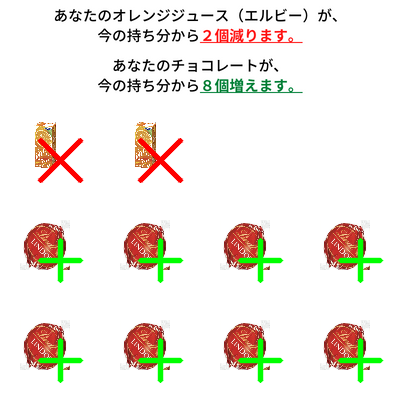 あなたのオレンジジュース（エルビー）が、
今の持ち分から２個減ります。
あなたのチョコレートが、
今の持ち分から８個増えます。